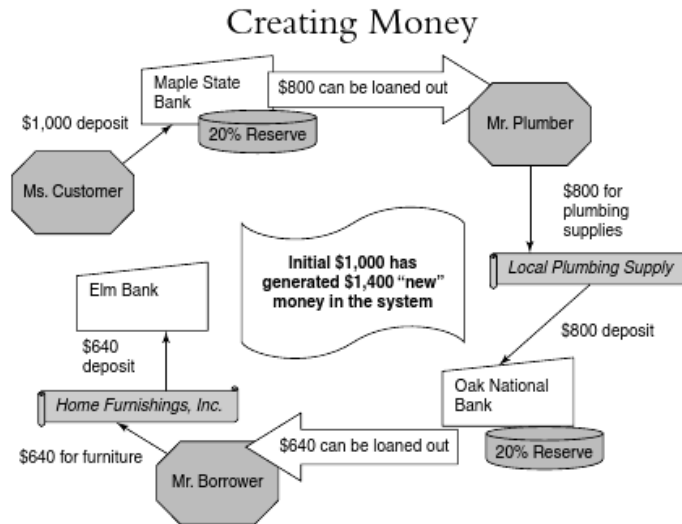 Creating Money
Maple State
Bank
$800 can be loaned out
20% Reserve
$1,000 deposit
Ms. Customer
Mr. Plumber
$800 for
plumbing
supplies
Local Plumbing Supply
Initial $1,000 has
generated $1,400 “new”
money in the system
$800 deposit
Oak National
Bank
20% Reserve
$640 can be loaned out
Mr. Borrower
$640 for furniture
Home Furnishings, Inc.
$640
deposit
Elm Bank